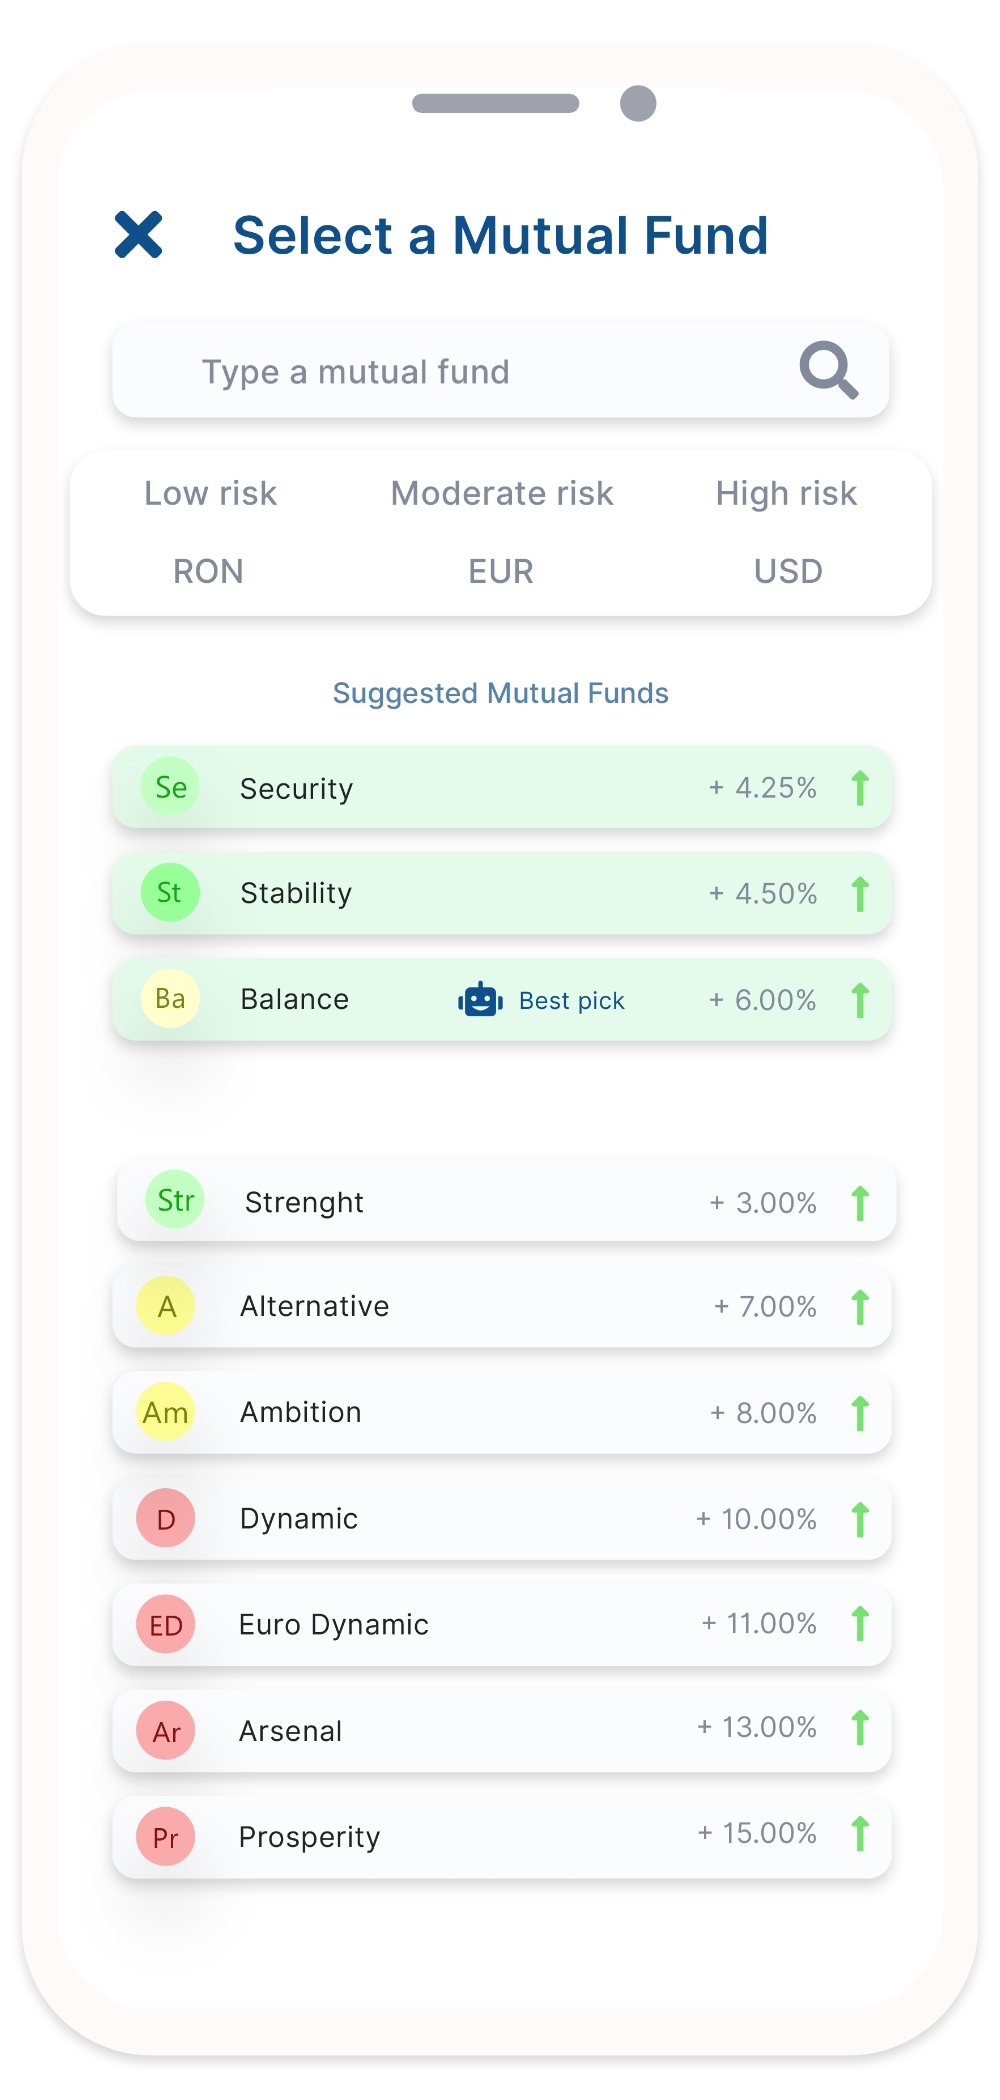 Select a Mutual Fund
Type a mutual fund
Low risk Moderate risk High risk
RON EUR USD
Suggested Mutual Funds
Se Security + 4.25%
St Stability + 4.50%
Ba Balance Best pick + 6.00%
Str Strenght + 3.00%
A Alternative + 7.00%
Am Ambition + 8.00%
D Dynamic + 10.00%
ED Euro Dynamic + 11.00%
Ar Arsenal + 13.00%
Pr Prosperity + 15.00%